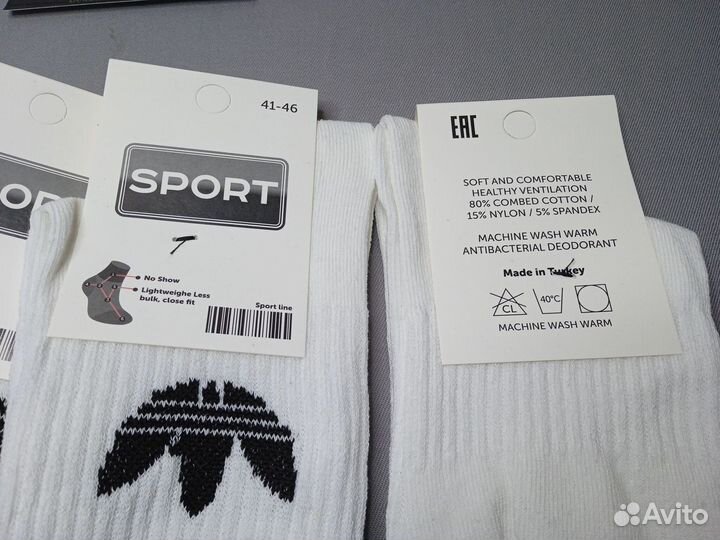 41-46
SPORT
No Show
Lightweighe Less
bulk, close fit
Sport line
EAC
SOFT AND COMFORTABLE
HEALTHY VENTILATION
80% COMBED COTTON /
15% NYLON / 5% SPANDEX
MACHINE WASH WARM
ANTIBACTERIAL DEODORANT
Made in Turkey
CL
40°C
MACHINE WASH WARM
Avito